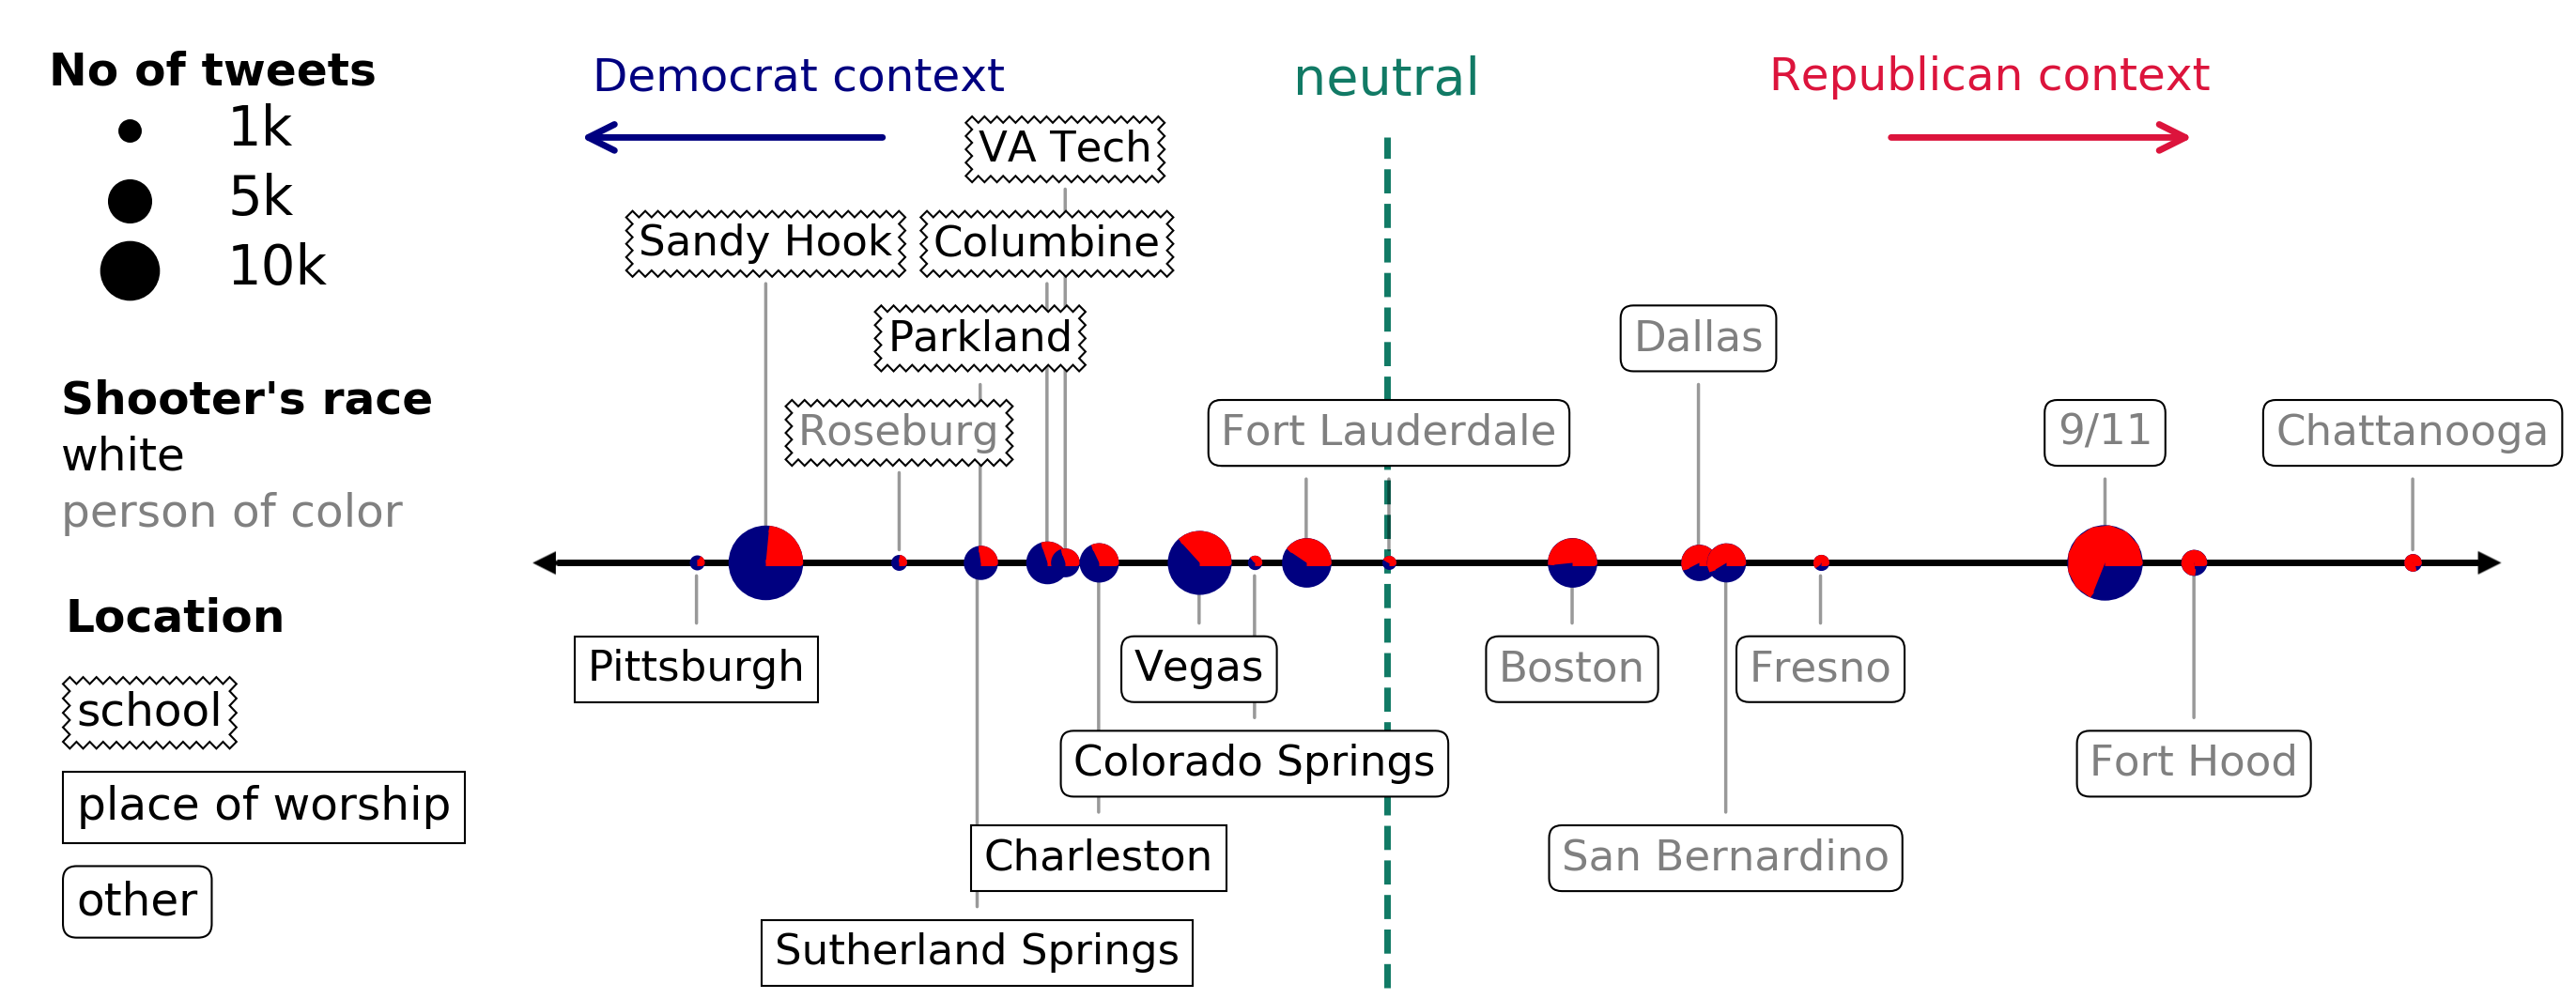 No of tweets
1k
5k
10k
Shooter's race
white
person of color
Location
school
place of worship
other
Democrat context
neutral
Republican context
VA Tech
Sandy Hook
Columbine
Parkland
Dallas
Roseburg
Fort Lauderdale
9/11
Chattanooga
Pittsburgh
Vegas
Boston
Fresno
Colorado Springs
Fort Hood
Charleston
San Bernardino
Sutherland Springs